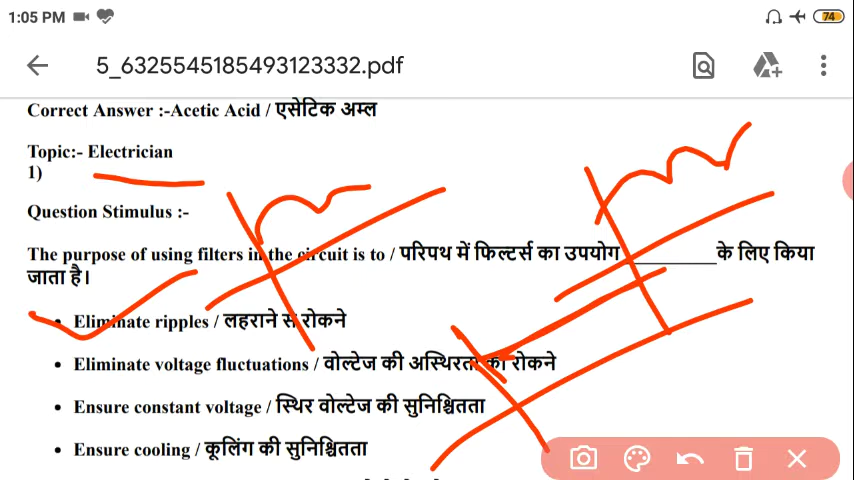 1:05 PM 74
5_6325545185493123332.pdf
Correct Answer :-Acetic Acid / एसेटिक अम्ल
Topic:- Electrician
1)
Question Stimulus :-
The purpose of using filters in the circuit is to / परिपथ में फिल्टर्स का उपयोग __________के लिए किया
जाता है।
• Eliminate ripples / लहराने से रोकने
• Eliminate voltage fluctuations / वोल्टेज की अस्थिरता को रोकने
• Ensure constant voltage / स्थिर वोल्टेज की सुनिश्चितता
• Ensure cooling / कूलिंग की सुनिश्चितता